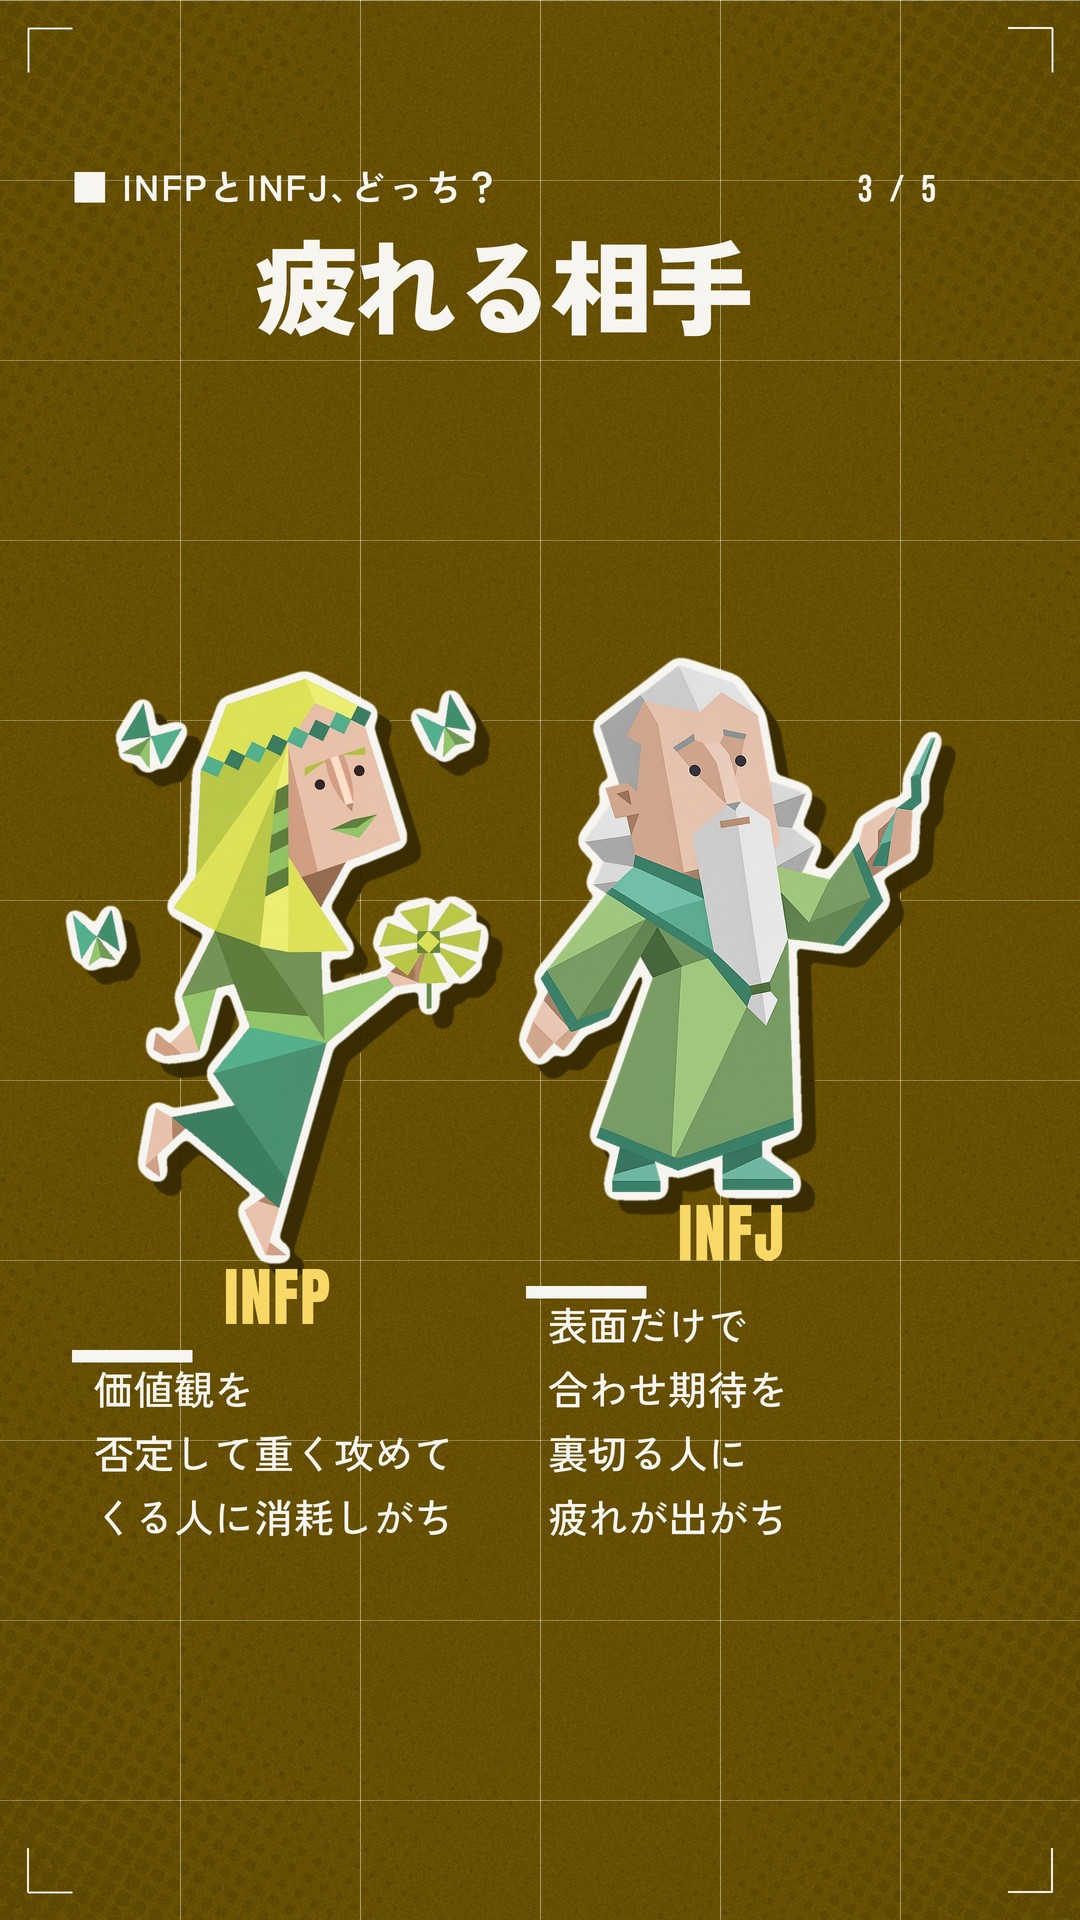 INFPとINFJ、どっち？
3 / 5
疲れる相手
INFP
価値観を
否定して重く攻めて
くる人に消耗しがち
INFJ
表面だけで
合わせ期待を
裏切る人に
疲れが出がち